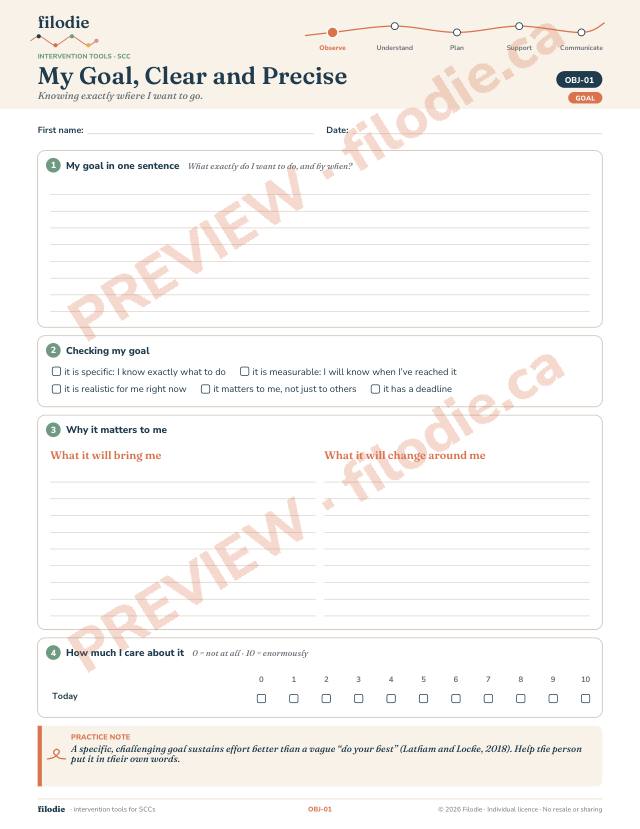 filodie
INTERVENTION TOOLS · SCC
Observe Understand Plan Support Communicate
My Goal, Clear and Precise
Knowing exactly where I want to go.
OBJ-01
GOAL
First name: Date:
1 My goal in one sentence What exactly do I want to do, and by when?
2 Checking my goal
it is specific: I know exactly what to do it is measurable: I will know when I've reached it
it is realistic for me right now it matters to me, not just to others it has a deadline
3 Why it matters to me
What it will bring me What it will change around me
4 How much I care about it 0 = not at all · 10 = enormously
0 1 2 3 4 5 6 7 8 9 10
Today
PRACTICE NOTE
A specific, challenging goal sustains effort better than a vague “do your best” (Latham and Locke, 2018). Help the person
put it in their own words.
filodie · Intervention tools for SCCs OBJ-01 © 2026 Filodie · Individual licence · No resale or sharing
PREVIEW · filodie.ca
PREVIEW · filodie.ca